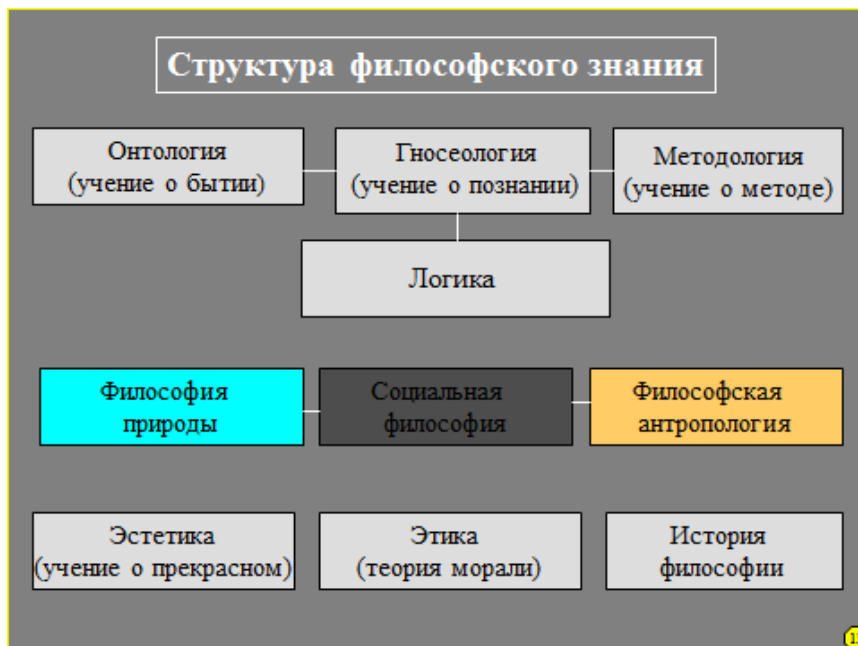 Структура философского знания
Онтология
(учение о бытии)
Гносеология
(учение о познании)
Методология
(учение о методе)
Логика
Философия
природы
Социальная
философия
Философская
антропология
Эстетика
(учение о прекрасном)
Этика
(теория морали)
История
философии